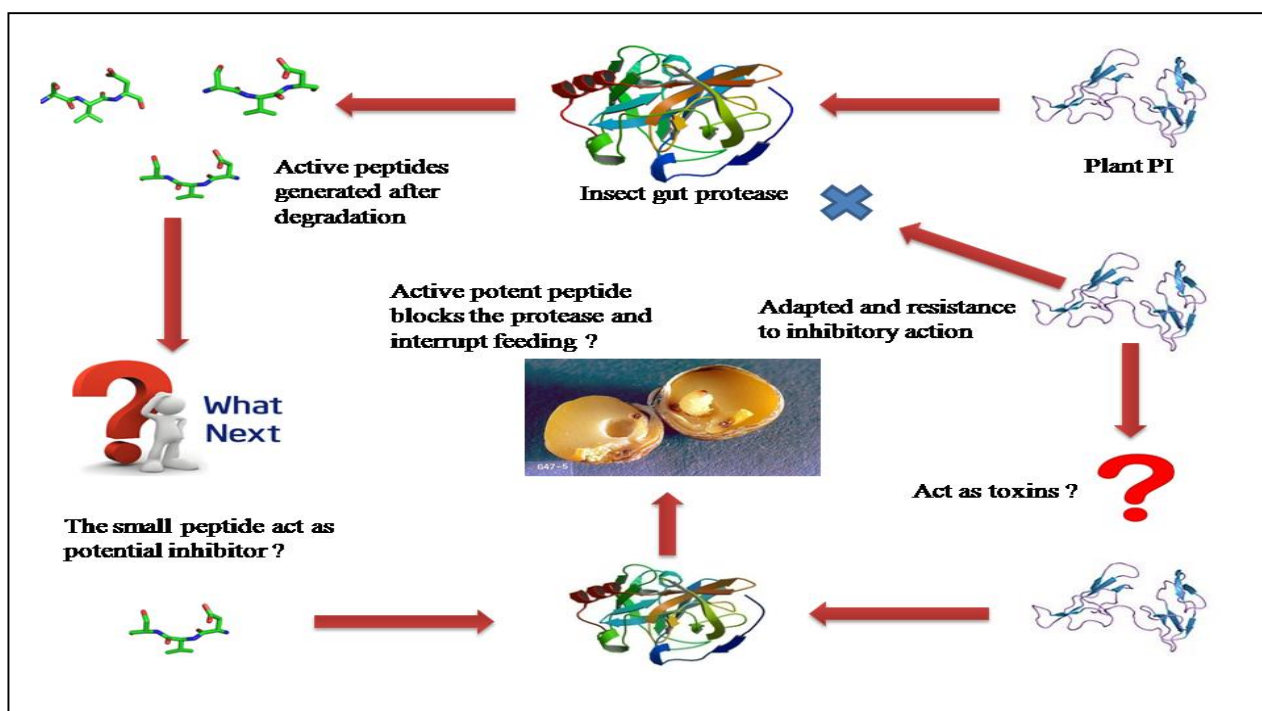 Active peptides
generated after
degradation
Insect gut protease
Plant PI
Active potent peptide
blocks the protease and
interrupt feeding ?
Adapted and resistance
to inhibitory action
What
Next
G47-5
Act as toxins ?
The small peptide act as
potential inhibitor ?